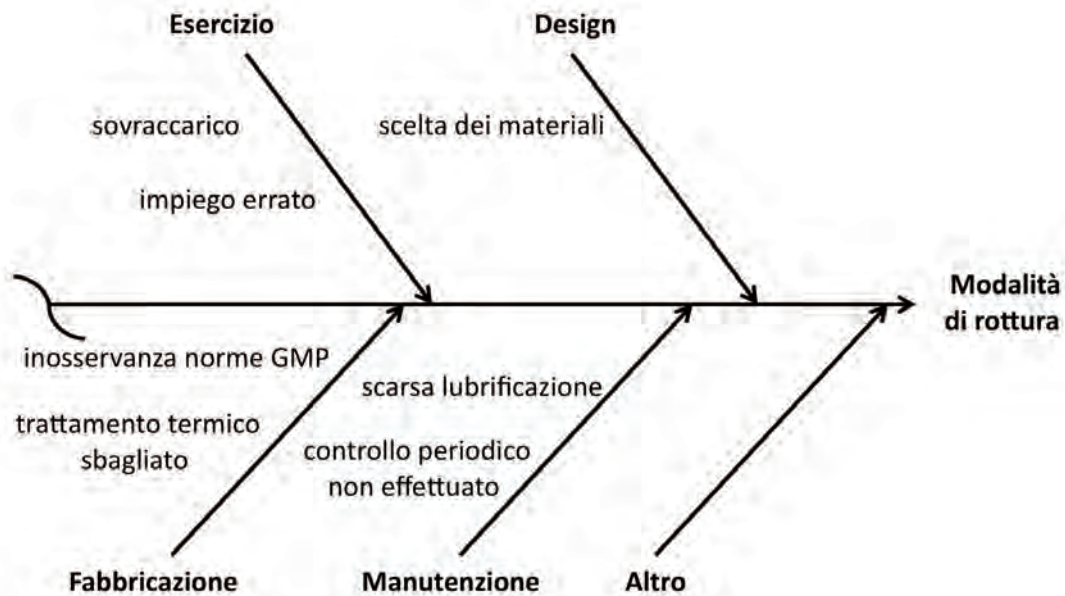 Esercizio
Design
sovraccarico
scelta dei materiali
impiego errato
Modalità
di rottura
inosservanza norme GMP
scarsa lubrificazione
trattamento termico
sbagliato
controllo periodico
non effettuato
Fabbricazione
Manutenzione
Altro